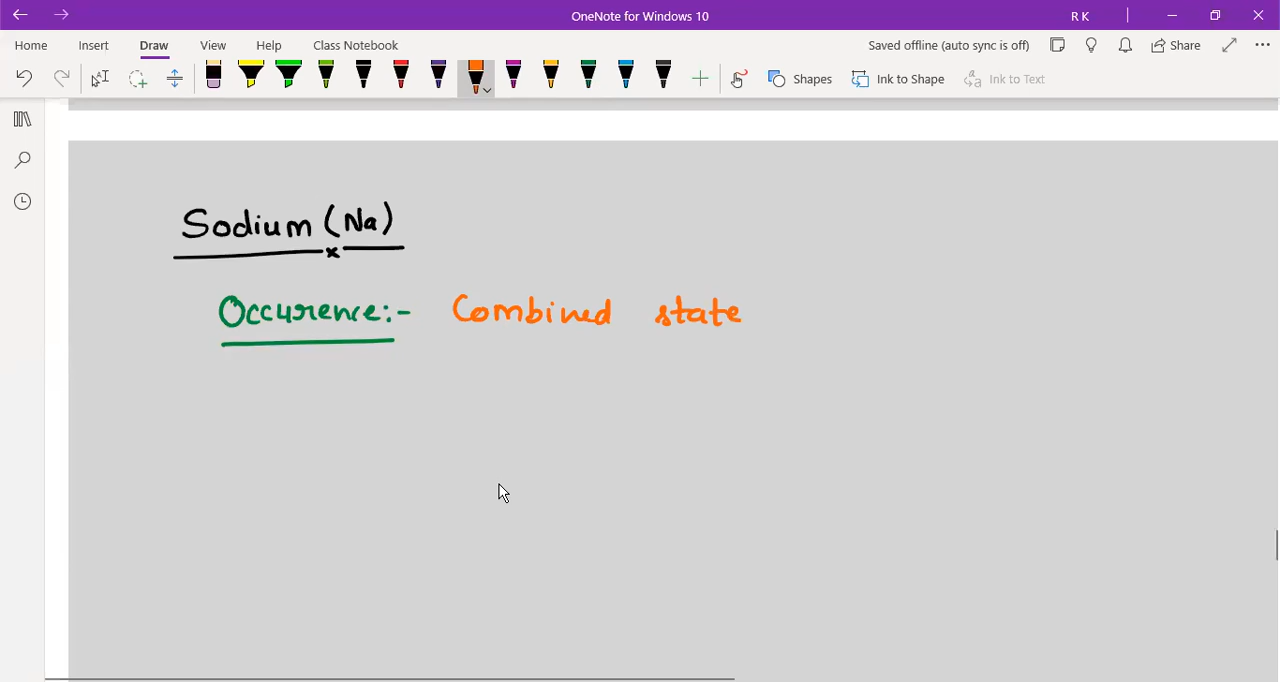 OneNote for Windows 10
R K
Home Insert Draw View Help Class Notebook
Saved offline (auto sync is off) Share
Shapes Ink to Shape Ink to Text
Sodium (Na)
Occurence:- Combined state